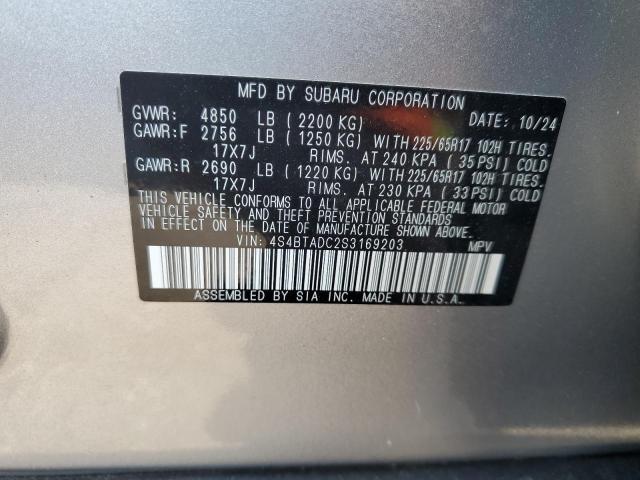 MFD BY SUBARU CORPORATION
GVWR: 4850 LB (2200 KG) DATE: 10/24
GAWR:F 2756 LB (1250 KG) WITH 225/65R17 102H TIRES.
17X7J RIMS. AT 240 KPA (35 PSI) COLD
GAWR:R 2690 LB (1220 KG) WITH 225/65R17 102H TIRES.
17X7J RIMS. AT 230 KPA (33 PSI) COLD
THIS VEHICLE CONFORMS TO ALL APPLICABLE FEDERAL MOTOR
VEHICLE SAFETY AND THEFT PREVENTION STANDARDS
IN EFFECT ON THE DATE OF MANUFACTURE SHOWN ABOVE.
VIN: 4S4BTADC2S3169203 MPV
ASSEMBLED BY SIA INC. MADE IN U.S.A.